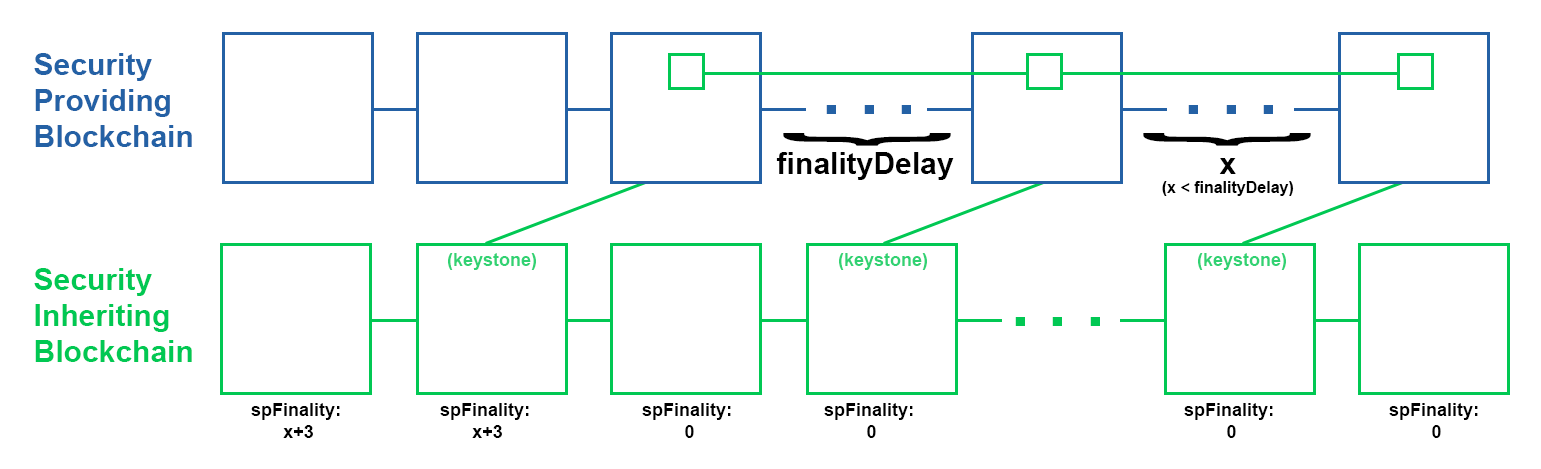 Security
Providing
Blockchain
finalityDelay
x
(x < finalityDelay)
Security
Inheriting
Blockchain
(keystone)
(keystone)
(keystone)
spFinality:
x+3
spFinality:
x+3
spFinality:
0
spFinality:
0
spFinality:
0
spFinality:
0